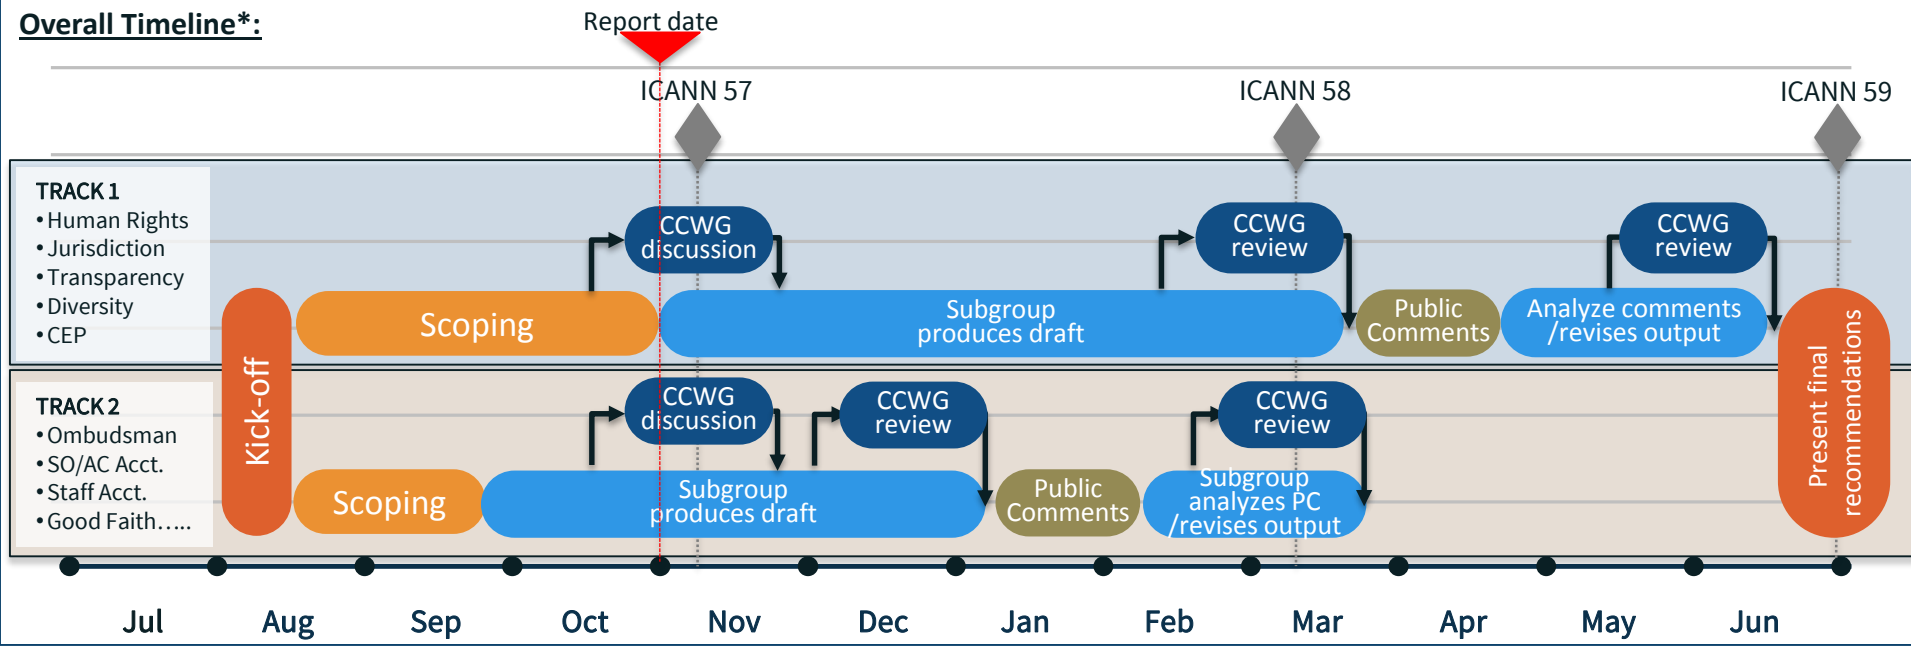 Overall Timeline*:
Report date
ICANN 57
ICANN 58
ICANN 59
TRACK 1
•Human Rights
•Jurisdiction
•Transparency
•Diversity
•CEP
CCWG
discussion
CCWG
review
CCWG
review
Kick-off
Scoping
Subgroup
produces draft
Public
Comments
Analyze comments
/revises output
Present final
recommendations
TRACK 2
•Ombudsman
•SO/AC Acct.
•Staff Acct.
•Good Faith…..
CCWG
discussion
CCWG
review
CCWG
review
Scoping
Subgroup
produces draft
Public
Comments
Subgroup
analyzes PC
/revises output
Jul Aug Sep Oct Nov Dec Jan Feb Mar Apr May Jun